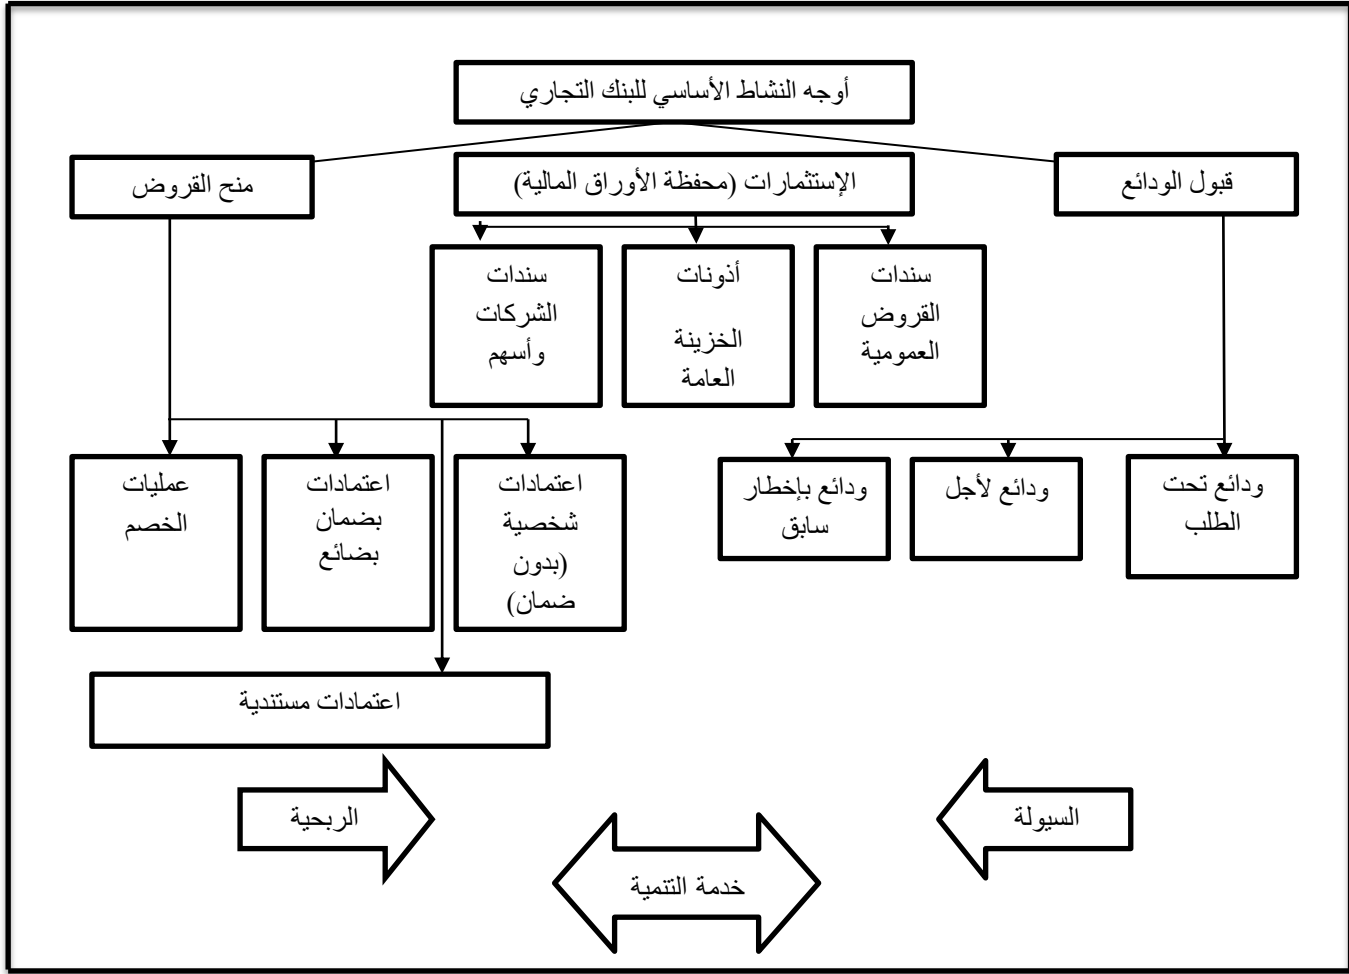 أوجه النشاط الأساسي للبنك التجاري
قبول الودائع
الإستثمارات (محفظة الأوراق المالية)
منح القروض
سندات
القروض
العمومية
أذونات
الخزينة
العامة
سندات
الشركات
وأسهم
ودائع تحت
الطلب
ودائع لأجل
ودائع بإخطار
سابق
اعتمادات
شخصية
(بدون
ضمان)
اعتمادات
بضمان
بضائع
عمليات
الخصم
اعتمادات مستندية
السيولة
الربحية
خدمة التنمية